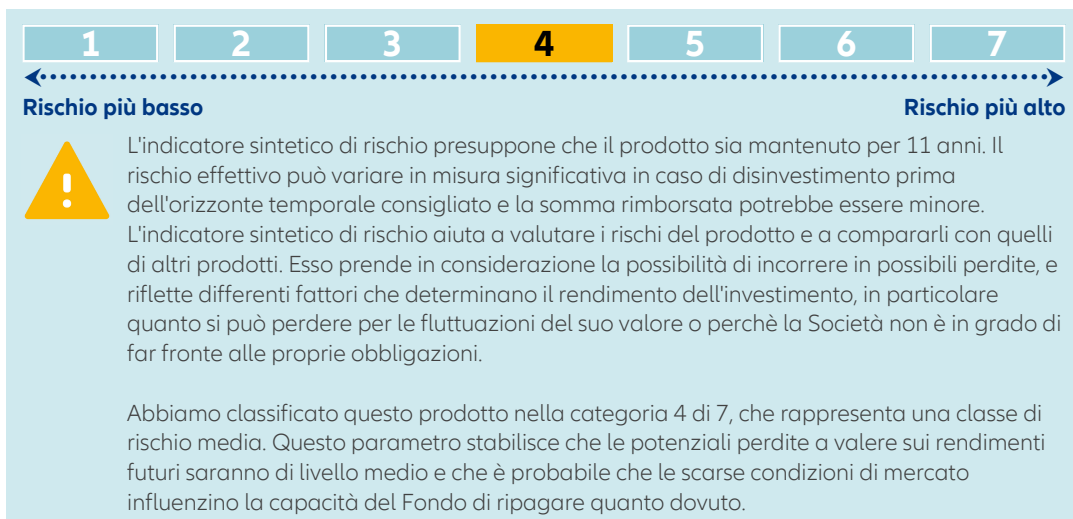 1 2 3 4 5 6 7
Rischio più basso Rischio più alto
L'indicatore sintetico di rischio presuppone che il prodotto sia mantenuto per 11 anni. Il
rischio effettivo può variare in misura significativa in caso di disinvestimento prima
dell'orizzonte temporale consigliato e la somma rimborsata potrebbe essere minore.
L'indicatore sintetico di rischio aiuta a valutare i rischi del prodotto e a compararli con quelli
di altri prodotti. Esso prende in considerazione la possibilità di incorrere in possibili perdite, e
riflette differenti fattori che determinano il rendimento dell'investimento, in particolare
quanto si può perdere per le fluttuazioni del suo valore o perchè la Società non è in grado di
far fronte alle proprie obbligazioni.
Abbiamo classificato questo prodotto nella categoria 4 di 7, che rappresenta una classe di
rischio media. Questo parametro stabilisce che le potenziali perdite a valere sui rendimenti
futuri saranno di livello medio e che è probabile che le scarse condizioni di mercato
influenzino la capacità del Fondo di ripagare quanto dovuto.